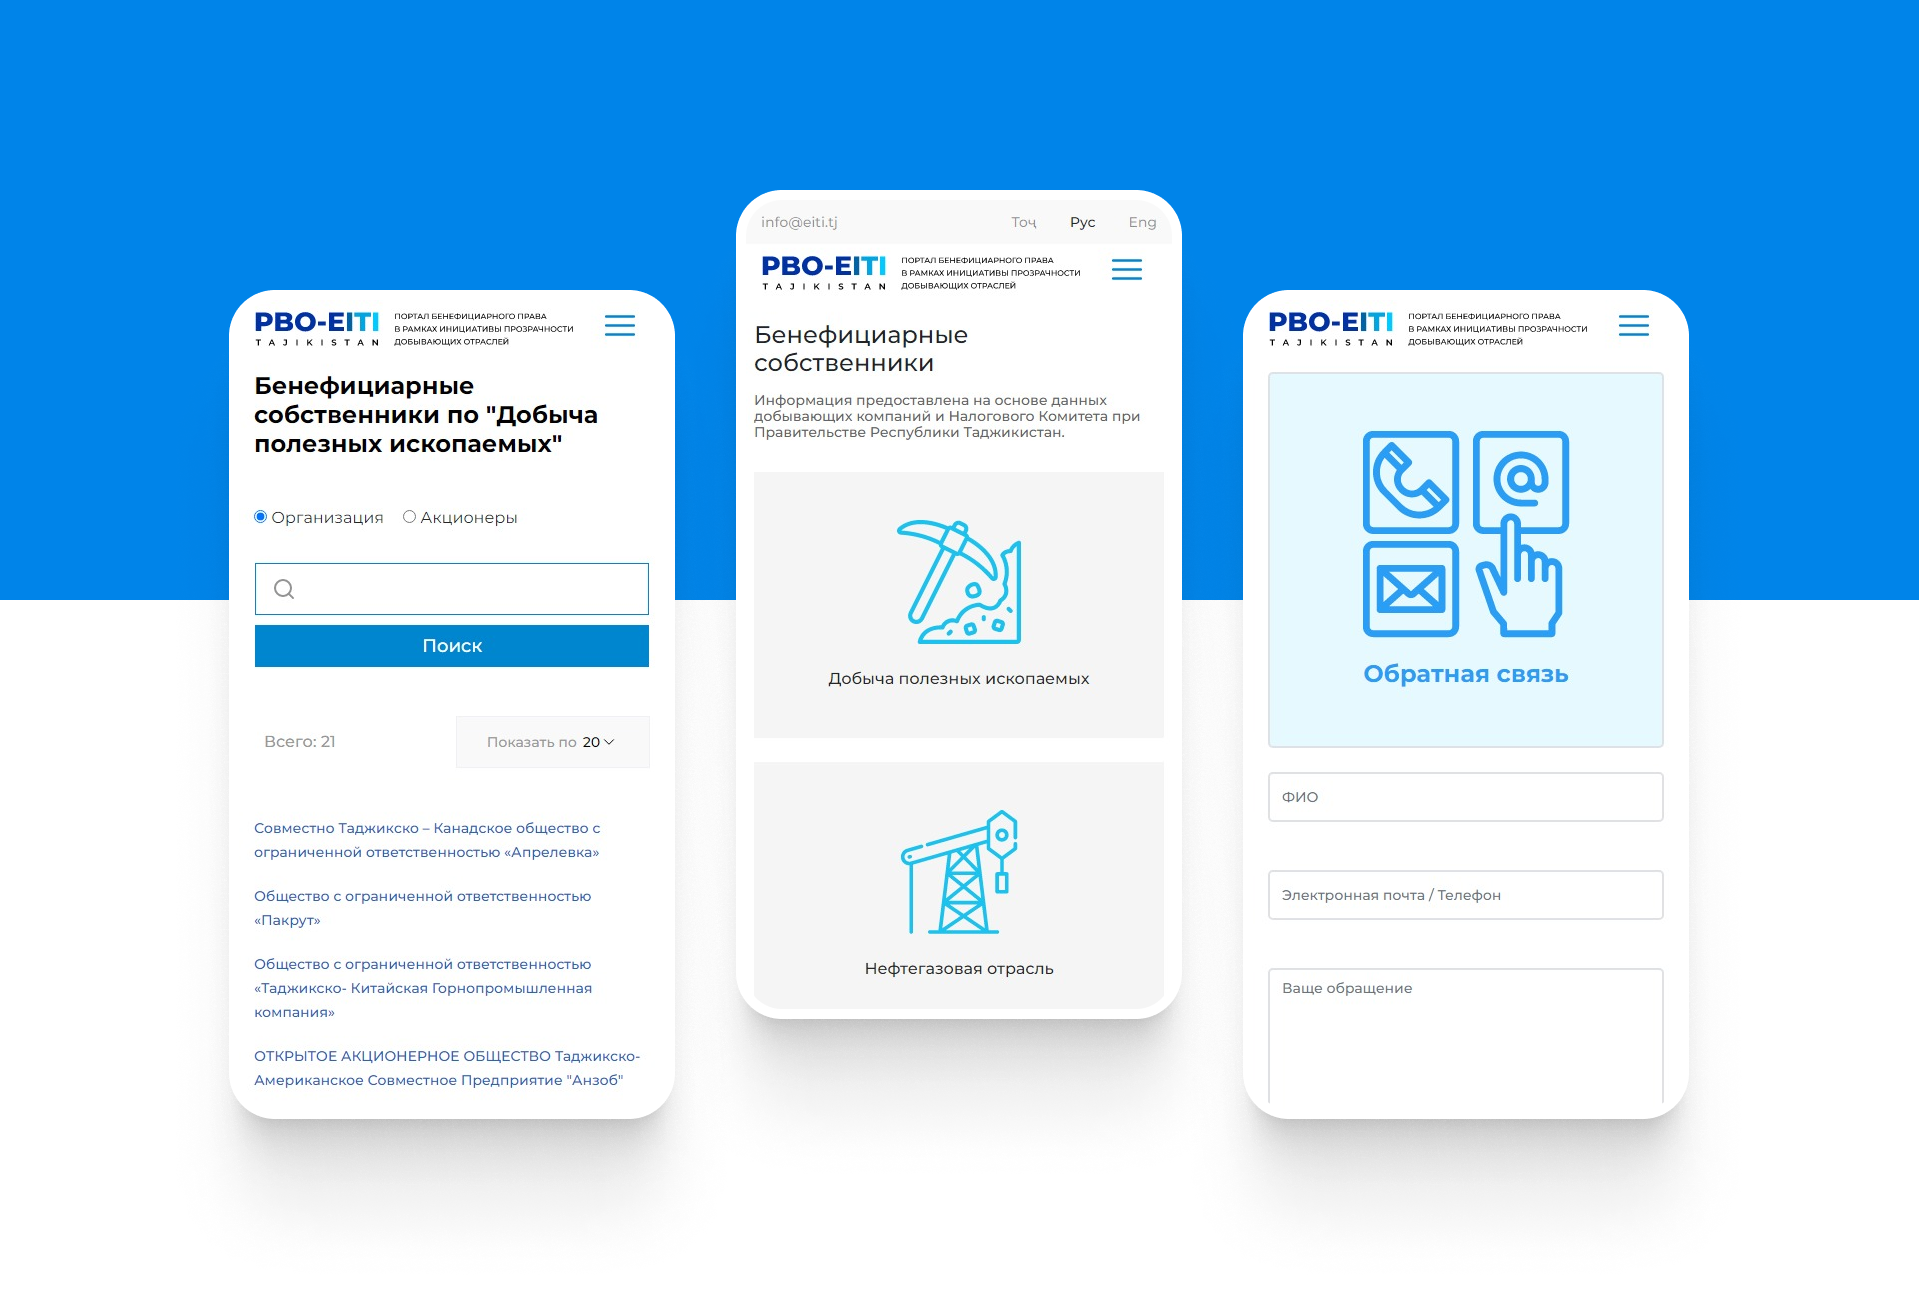 PBO-EITI
TAJIKISTAN
ПОРТАЛ БЕНЕФИЦИАРНОГО ПРАВА
В РАМКАХ ИНИЦИАТИВЫ ПРОЗРАЧНОСТИ
ДОБЫВАЮЩИХ ОТРАСЛЕЙ
Бенефициарные
собственники по "Добыча
полезных ископаемых"
Организация Акционеры
Поиск
Всего: 21
Показать по 20
Совместно Таджикско – Канадское общество с
ограниченной ответственностью «Апрелевка»
Общество с ограниченной ответственностью
«Пакрут»
Общество с ограниченной ответственностью
«Таджикско- Китайская Горнопромышленная
компания»
ОТКРЫТОЕ АКЦИОНЕРНОЕ ОБЩЕСТВО Таджикско-
Американское Совместное Предприятие "Анзоб"
info@eiti.tj Тоҷ Рус Eng
PBO-EITI
TAJIKISTAN
ПОРТАЛ БЕНЕФИЦИАРНОГО ПРАВА
В РАМКАХ ИНИЦИАТИВЫ ПРОЗРАЧНОСТИ
ДОБЫВАЮЩИХ ОТРАСЛЕЙ
Бенефициарные
собственники
Информация предоставлена на основе данных
добывающих компаний и Налогового Комитета при
Правительстве Республики Таджикистан.
Добыча полезных ископаемых
Нефтегазовая отрасль
PBO-EITI
TAJIKISTAN
ПОРТАЛ БЕНЕФИЦИАРНОГО ПРАВА
В РАМКАХ ИНИЦИАТИВЫ ПРОЗРАЧНОСТИ
ДОБЫВАЮЩИХ ОТРАСЛЕЙ
Обратная связь
ФИО
Электронная почта / Телефон
Ваще обращение